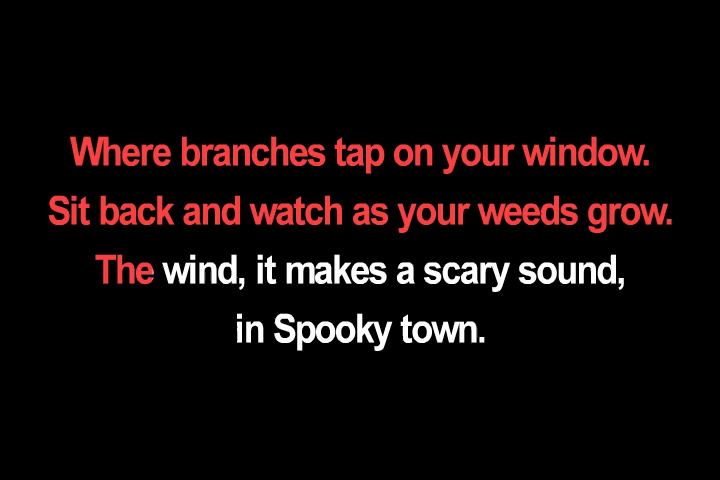 Where branches tap on your window.
Sit back and watch as your weeds grow.
The wind, it makes a scary sound,
in Spooky town.